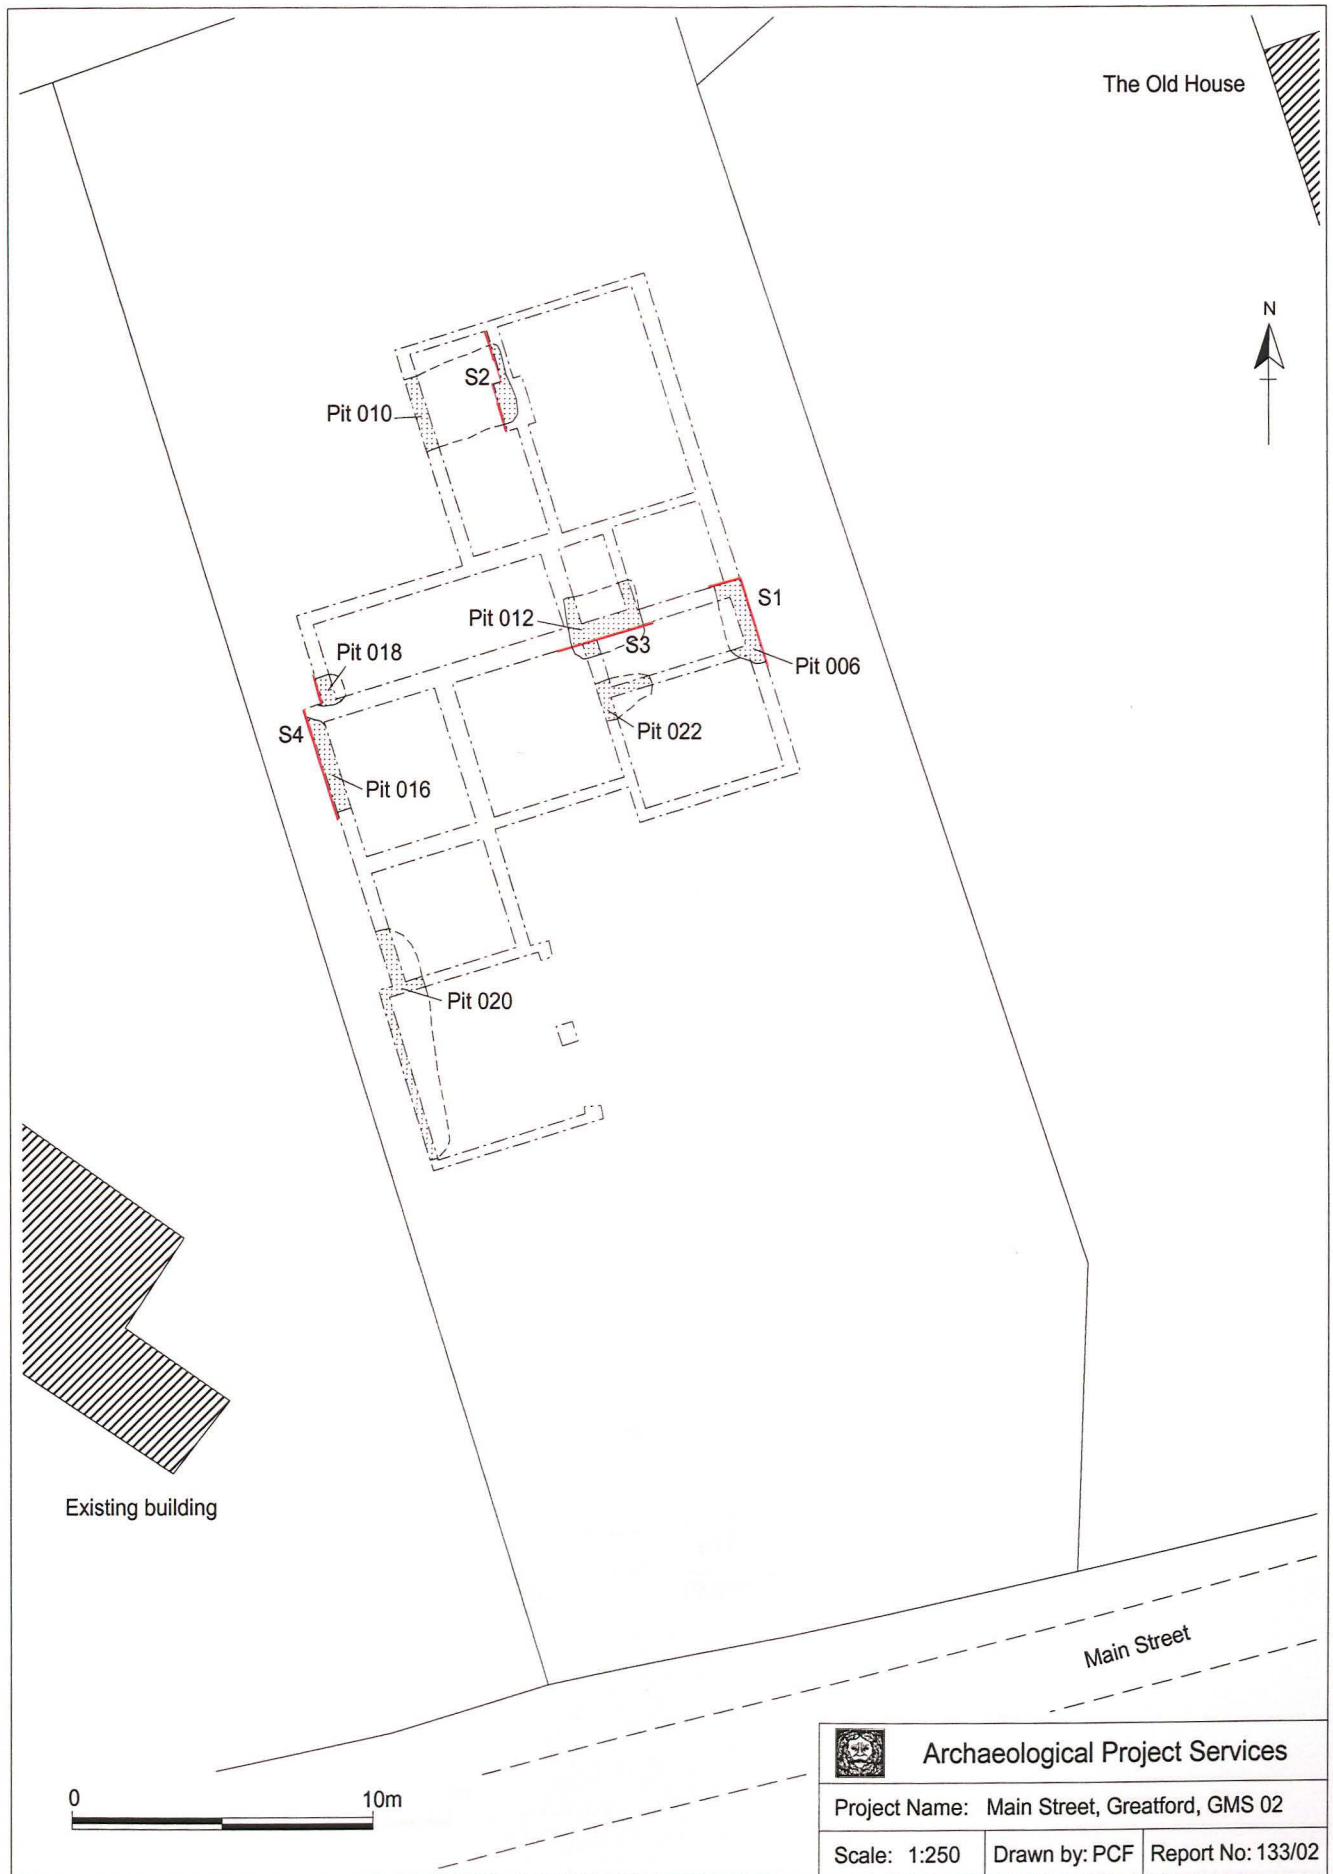 The Old House
N
S2
Pit 010
S1
Pit 012
S3
Pit 018
Pit 006
S4
Pit 022
Pit 016
Pit 020
Existing building
Main Street
0 10m
Archaeological Project Services
Project Name: Main Street, Greatford, GMS 02
Scale: 1:250 Drawn by: PCF Report No: 133/02